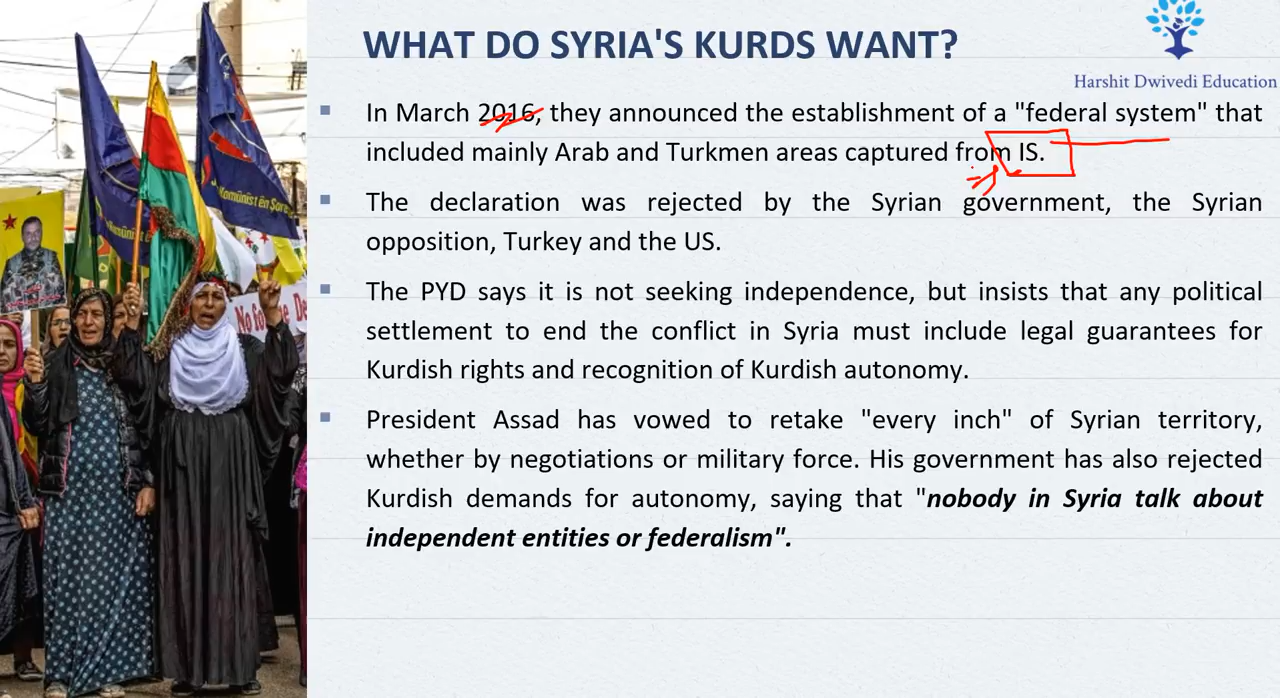 WHAT DO SYRIA'S KURDS WANT?
Harshit Dwivedi Education
In March 2016, they announced the establishment of a "federal system" that
included mainly Arab and Turkmen areas captured from IS.
The declaration was rejected by the Syrian government, the Syrian
opposition, Turkey and the US.
The PYD says it is not seeking independence, but insists that any political
settlement to end the conflict in Syria must include legal guarantees for
Kurdish rights and recognition of Kurdish autonomy.
President Assad has vowed to retake "every inch" of Syrian territory,
whether by negotiations or military force. His government has also rejected
Kurdish demands for autonomy, saying that "nobody in Syria talk about
independent entities or federalism".
Komünist ên
No fo
De